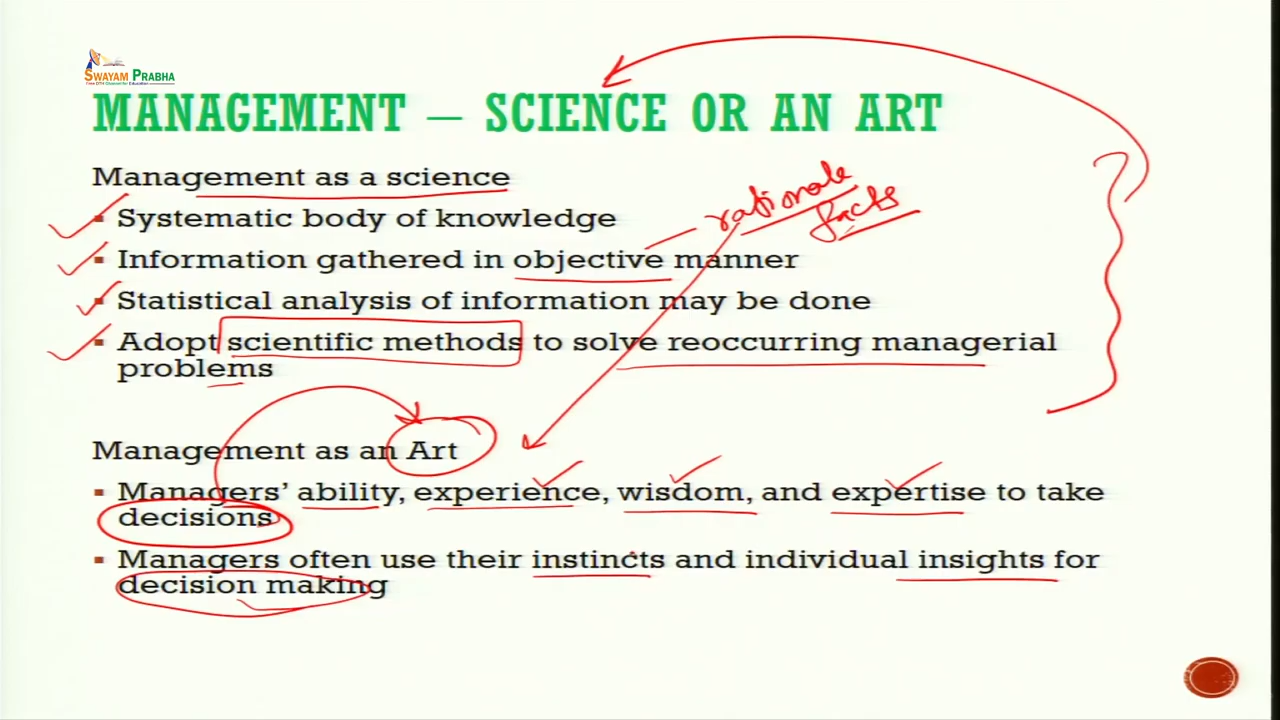 SWAYAM PRABHA
MANAGEMENT – SCIENCE OR AN ART
Management as a science
▪ Systematic body of knowledge
rationale
facts
▪ Information gathered in objective manner
▪ Statistical analysis of information may be done
▪ Adopt scientific methods to solve reoccurring managerial
problems
Management as an Art
▪ Managers' ability, experience, wisdom, and expertise to take
decisions
▪ Managers often use their instincts and individual insights for
decision making